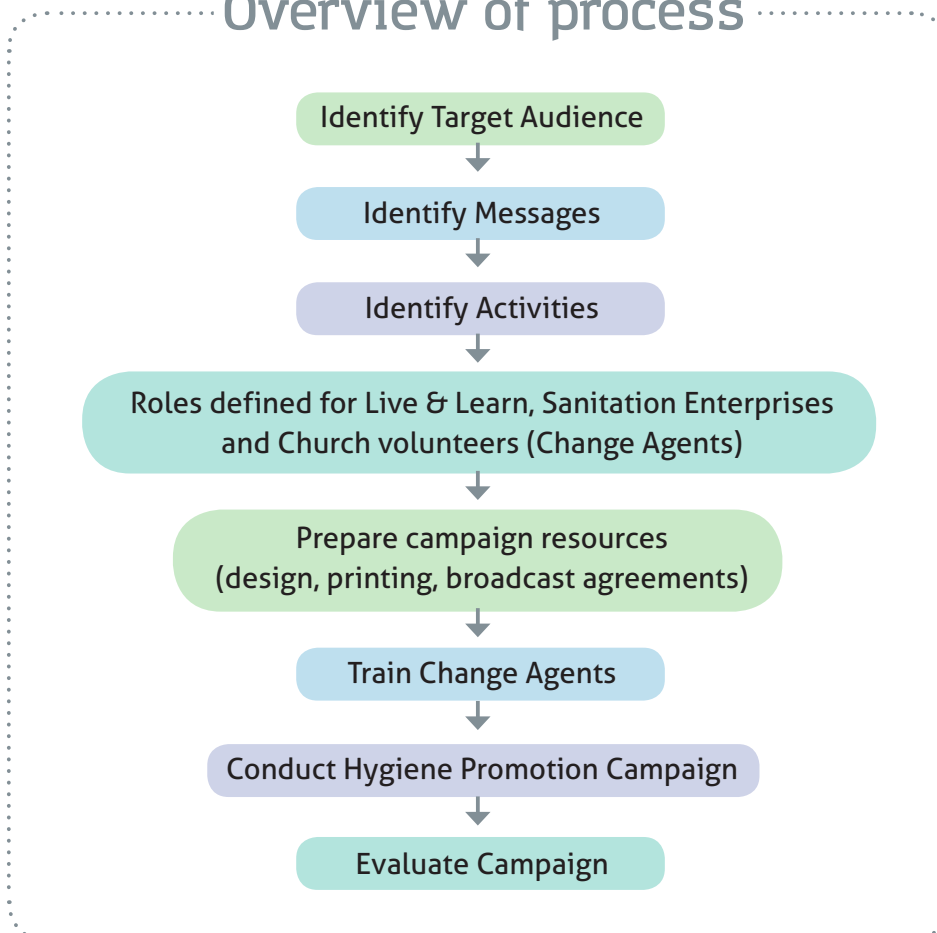 Overview of process
Identify Target Audience
Identify Messages
Identify Activities
Roles defined for Live & Learn, Sanitation Enterprises
and Church volunteers (Change Agents)
Prepare campaign resources
(design, printing, broadcast agreements)
Train Change Agents
Conduct Hygiene Promotion Campaign
Evaluate Campaign